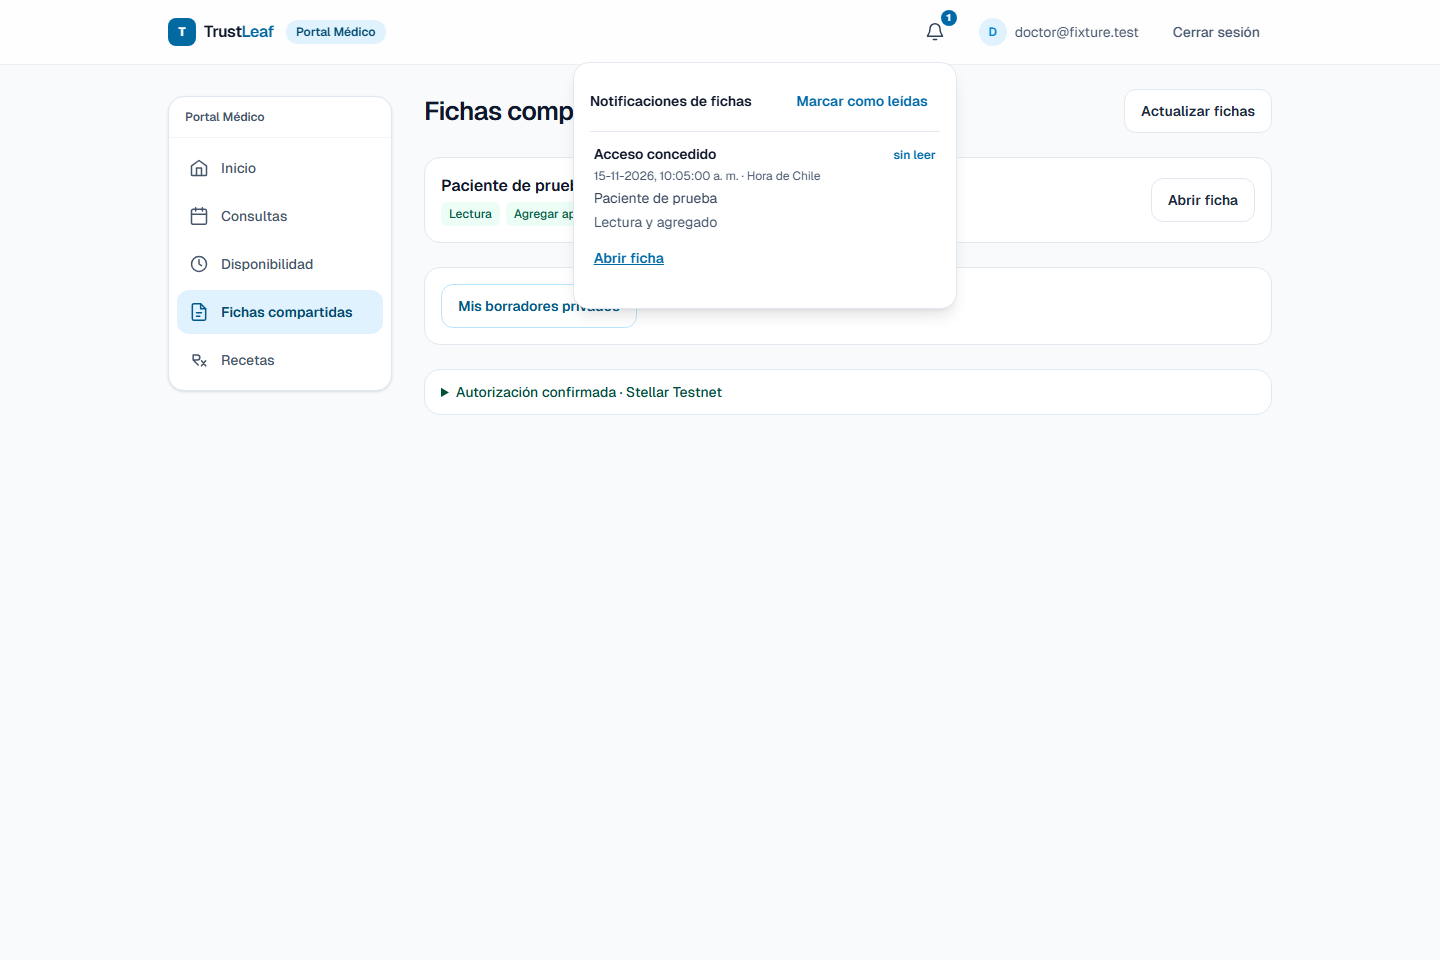 T TrustLeaf Portal Médico 1 D doctor@fixture.test Cerrar sesión
Portal Médico
Inicio
Consultas
Disponibilidad
Fichas compartidas
Recetas
Fichas comp
Actualizar fichas
Notificaciones de fichas Marcar como leídas
Acceso concedido sin leer
15-11-2026, 10:05:00 a. m. · Hora de Chile
Paciente de prueba
Lectura y agregado
Abrir ficha
Paciente de prueb
Lectura Agregar ap
Abrir ficha
Mis borradores privados
Autorización confirmada · Stellar Testnet